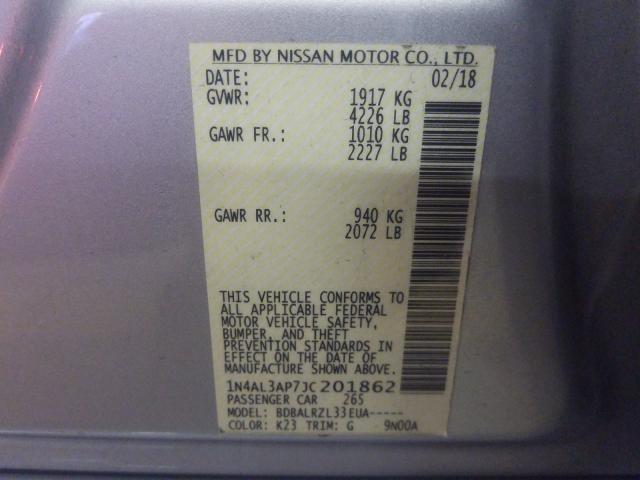 MFD BY NISSAN MOTOR CO., LTD.
DATE: 02/18
GVWR: 1917 KG
4226 LB
GAWR FR.: 1010 KG
2227 LB
GAWR RR.: 940 KG
2072 LB
THIS VEHICLE CONFORMS TO
ALL APPLICABLE FEDERAL
MOTOR VEHICLE SAFETY,
BUMPER, AND THEFT
PREVENTION STANDARDS IN
EFFECT ON THE DATE OF
MANUFACTURE SHOWN ABOVE.
1N4AL3AP7JC201862
PASSENGER CAR 265
MODEL: BDBALRZL33EUA-----
COLOR: K23 TRIM: G 9N00A